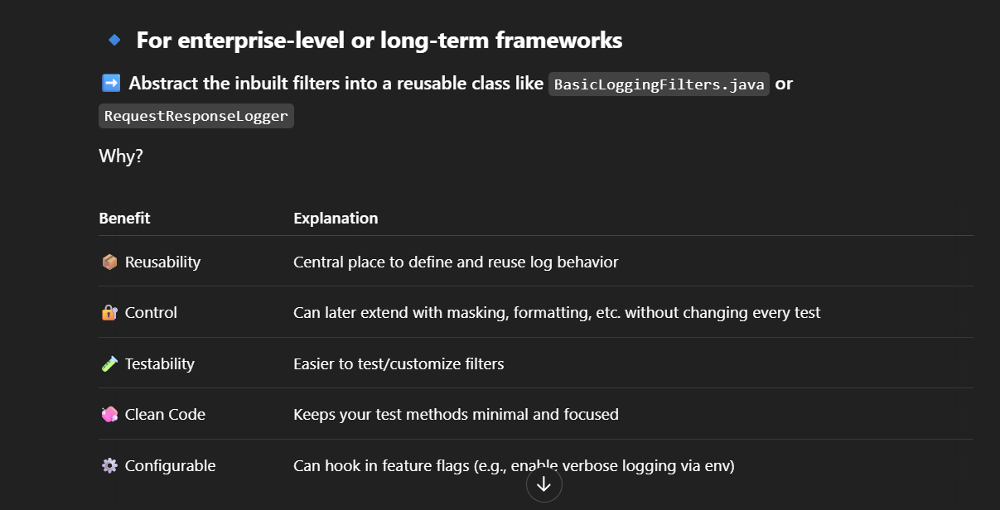 For enterprise-level or long-term frameworks
Abstract the inbuilt filters into a reusable class like BasicLoggingFilters.java or
RequestResponseLogger
Why?
Benefit Explanation
Reusability Central place to define and reuse log behavior
Control Can later extend with masking, formatting, etc. without changing every test
Testability Easier to test/customize filters
Clean Code Keeps your test methods minimal and focused
Configurable Can hook in feature flags (e.g., enable verbose logging via env)